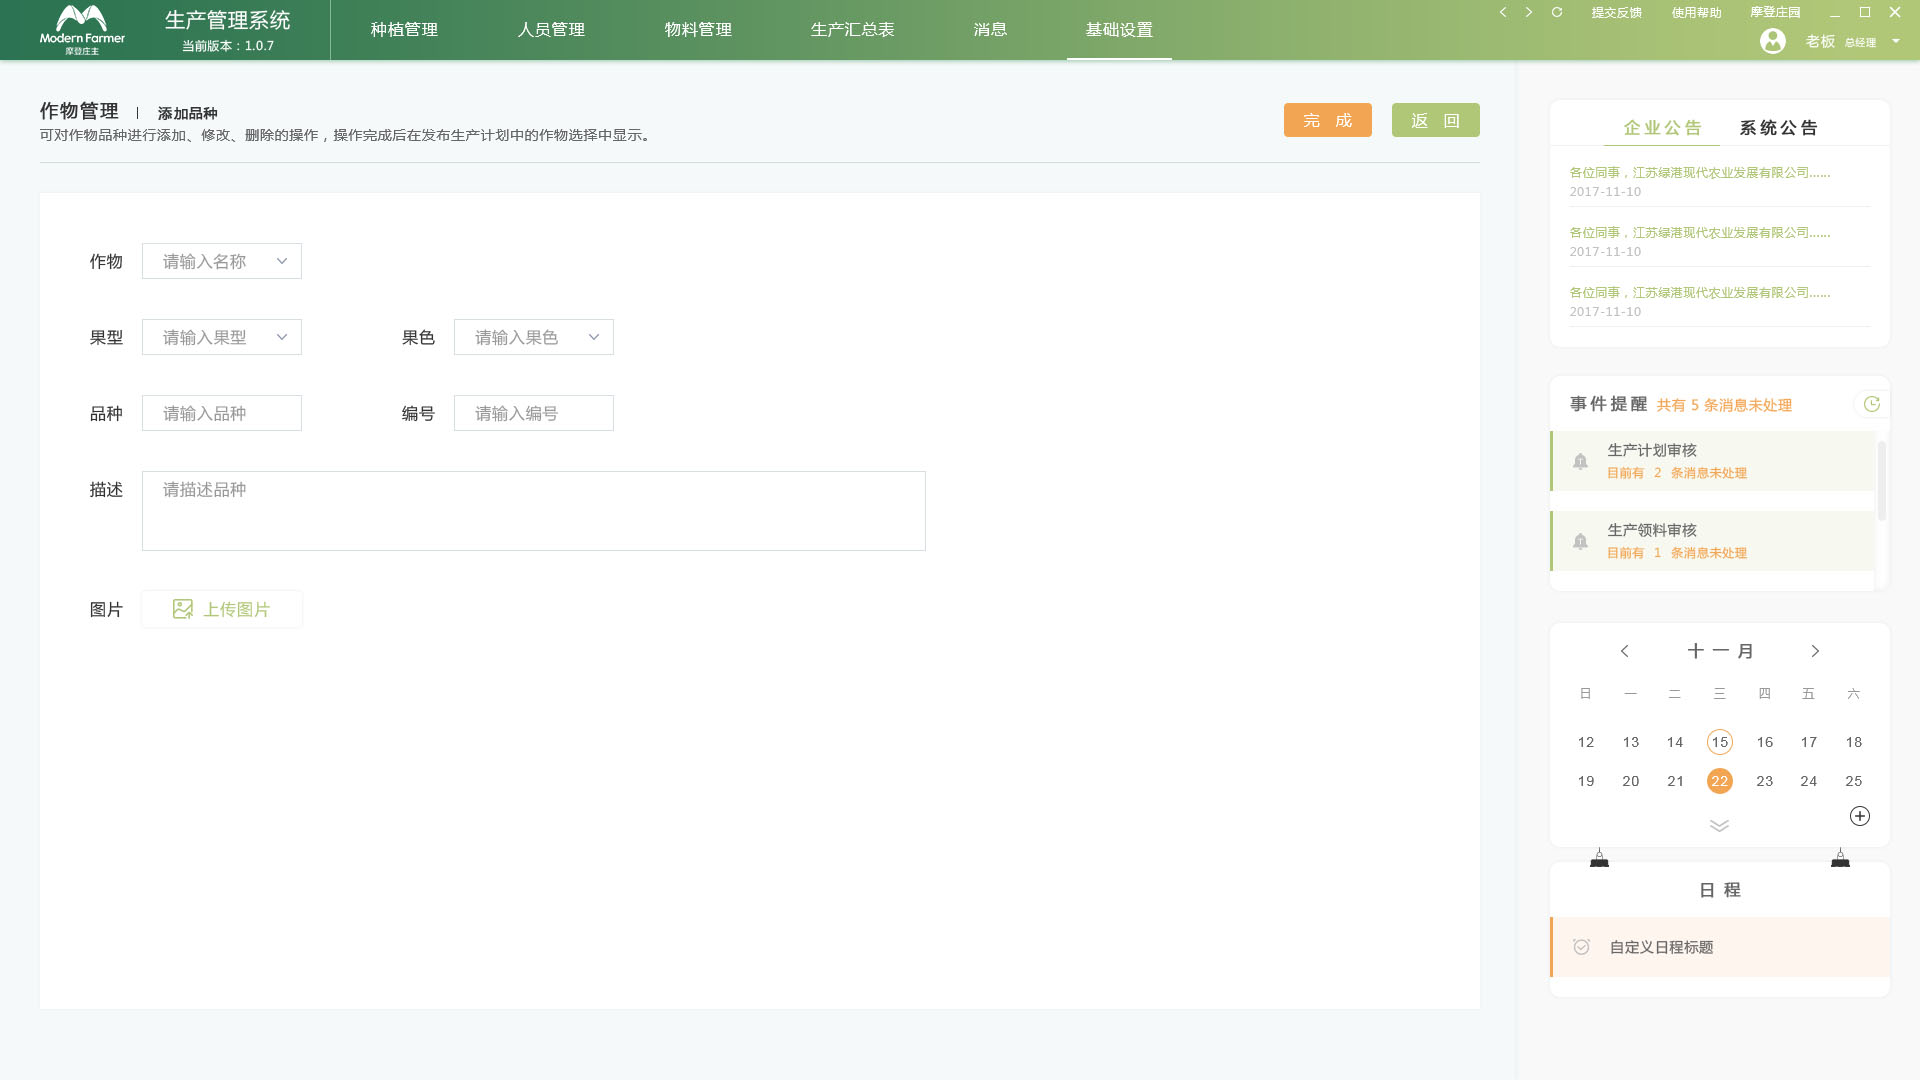 Modern Farmer
摩登庄主
生产管理系统
当前版本：1.0.7
种植管理
人员管理
物料管理
生产汇总表
消息
基础设置
提交反馈
使用帮助
摩登庄园
老板 总经理
作物管理 | 添加品种
可对作物品种进行添加、修改、删除的操作，操作完成后在发布生产计划中的作物选择中显示。
完 成
返 回
作物 请输入名称
果型 请输入果型
果色 请输入果色
品种 请输入品种
编号 请输入编号
描述 请描述品种
图片 上传图片
企业公告 系统公告
各位同事，江苏绿港现代农业发展有限公司......
2017-11-10
各位同事，江苏绿港现代农业发展有限公司......
2017-11-10
各位同事，江苏绿港现代农业发展有限公司......
2017-11-10
事件提醒 共有 5 条消息未处理
生产计划审核
目前有 2 条消息未处理
生产领料审核
目前有 1 条消息未处理
十一月
日 一 二 三 四 五 六
12 13 14 15 16 17 18
19 20 21 22 23 24 25
日 程
自定义日程标题